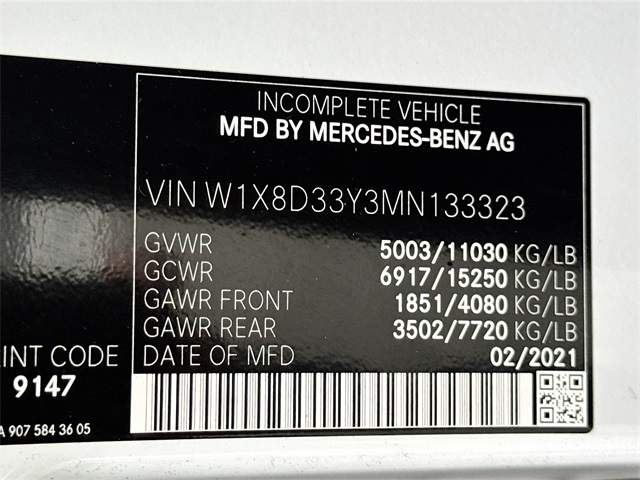 INCOMPLETE VEHICLE
MFD BY MERCEDES-BENZ AG
VIN W1X8D33Y3MN133323
GVWR 5003/11030 KG/LB
GCWR 6917/15250 KG/LB
GAWR FRONT 1851/4080 KG/LB
GAWR REAR 3502/7720 KG/LB
DATE OF MFD 02/2021
INT CODE
9147
A 907 584 36 05